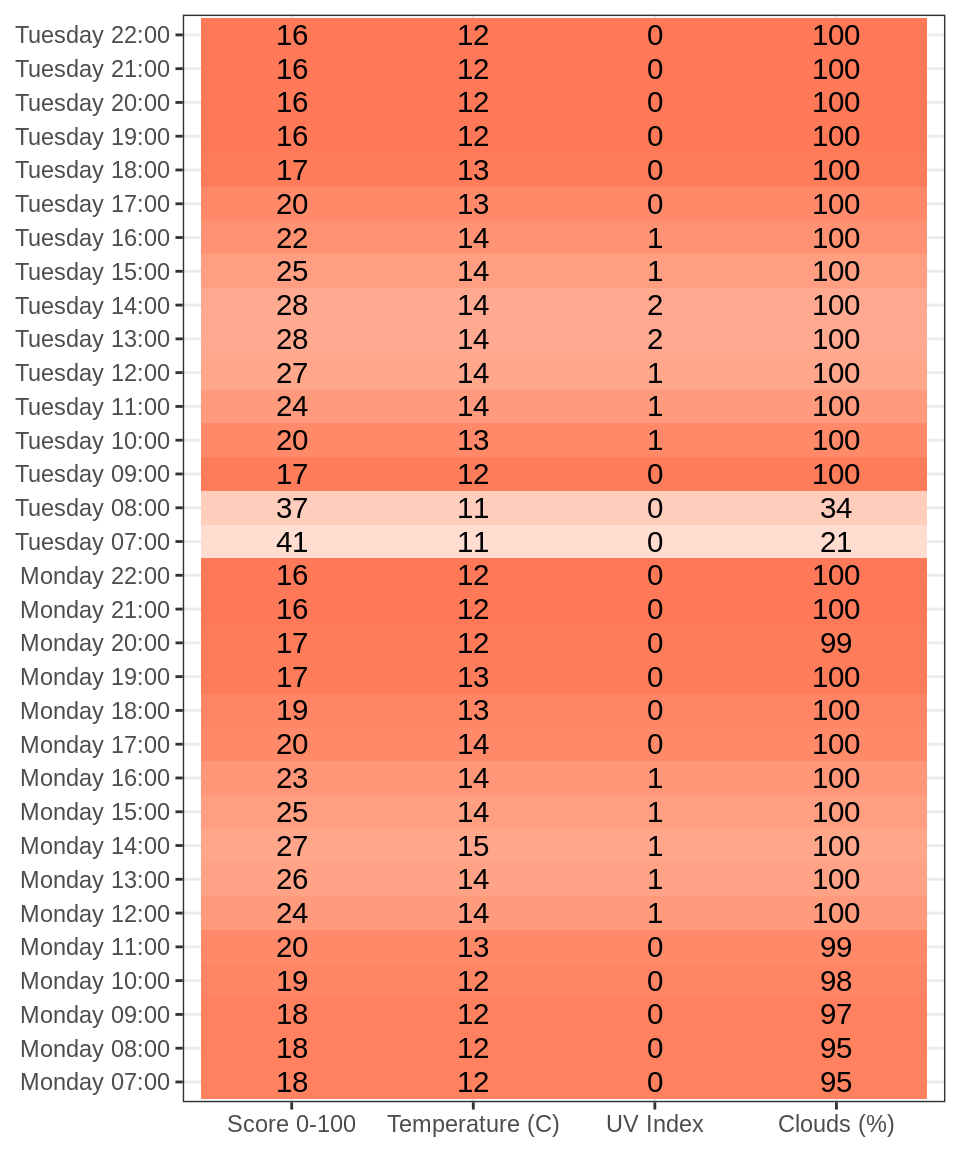 Tuesday 22:00 16 12 0 100
Tuesday 21:00 16 12 0 100
Tuesday 20:00 16 12 0 100
Tuesday 19:00 16 12 0 100
Tuesday 18:00 17 13 0 100
Tuesday 17:00 20 13 0 100
Tuesday 16:00 22 14 1 100
Tuesday 15:00 25 14 1 100
Tuesday 14:00 28 14 2 100
Tuesday 13:00 28 14 2 100
Tuesday 12:00 27 14 1 100
Tuesday 11:00 24 14 1 100
Tuesday 10:00 20 13 1 100
Tuesday 09:00 17 12 0 100
Tuesday 08:00 37 11 0 34
Tuesday 07:00 41 11 0 21
Monday 22:00 16 12 0 100
Monday 21:00 16 12 0 100
Monday 20:00 17 12 0 99
Monday 19:00 17 13 0 100
Monday 18:00 19 13 0 100
Monday 17:00 20 14 0 100
Monday 16:00 23 14 1 100
Monday 15:00 25 14 1 100
Monday 14:00 27 15 1 100
Monday 13:00 26 14 1 100
Monday 12:00 24 14 1 100
Monday 11:00 20 13 0 99
Monday 10:00 19 12 0 98
Monday 09:00 18 12 0 97
Monday 08:00 18 12 0 95
Monday 07:00 18 12 0 95
Score 0-100 Temperature (C) UV Index Clouds (%)